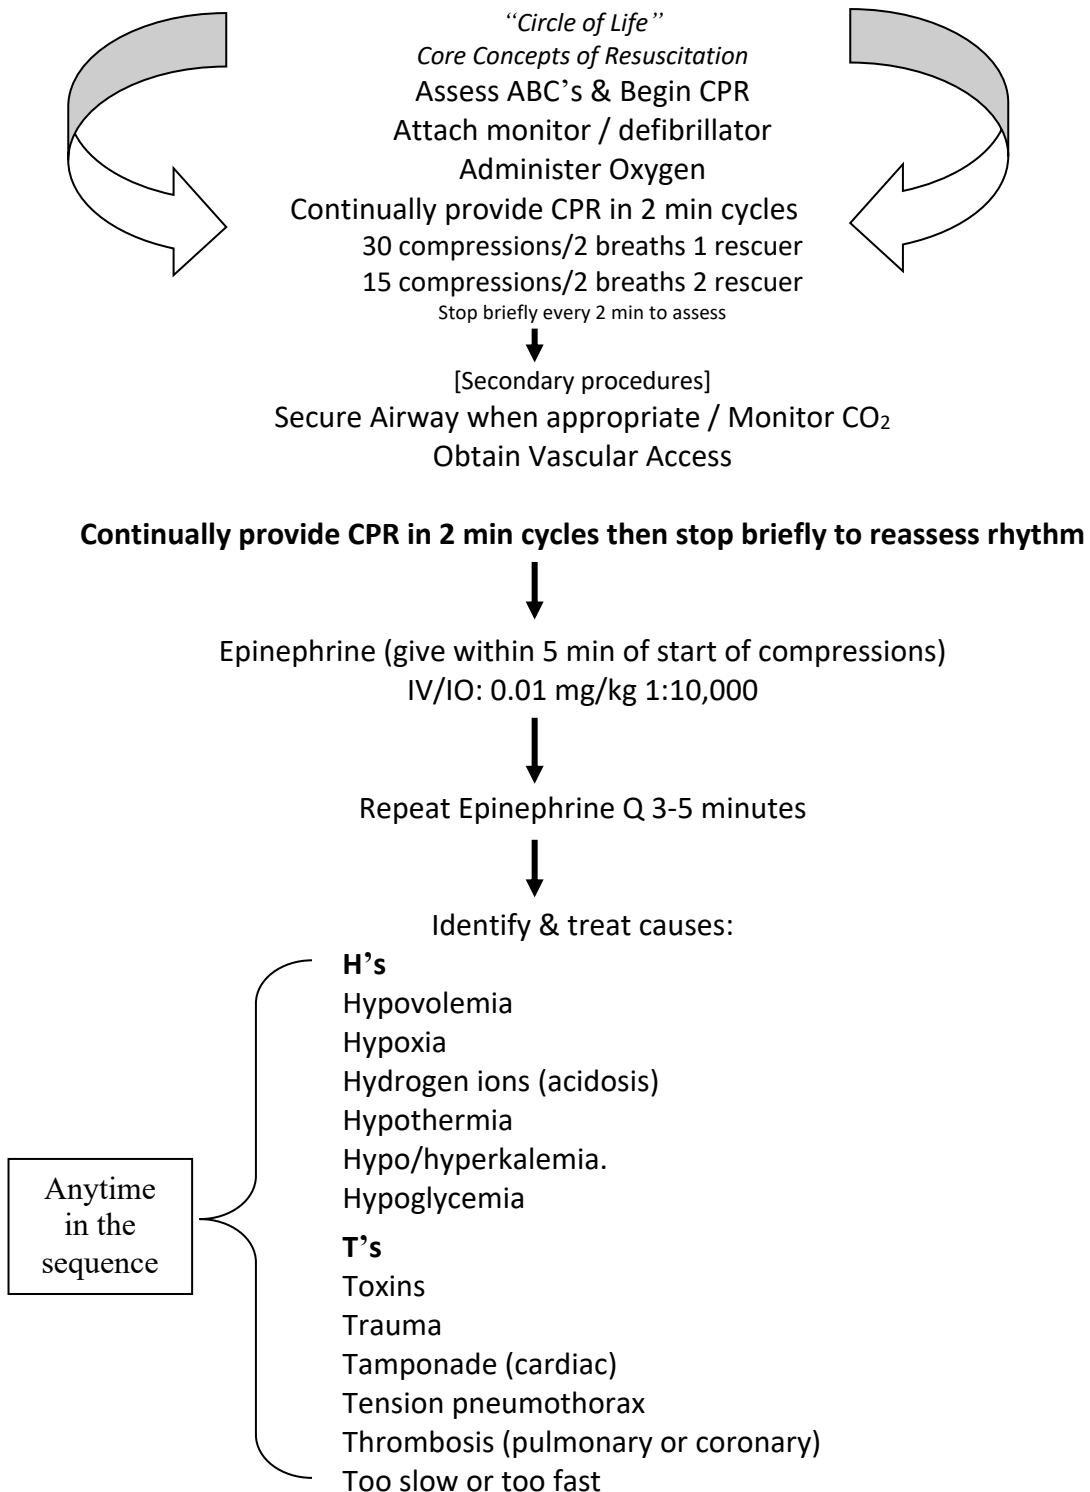 “Circle of Life”
Core Concepts of Resuscitation
Assess ABC’s & Begin CPR
Attach monitor / defibrillator
Administer Oxygen
Continually provide CPR in 2 min cycles
30 compressions/2 breaths 1 rescuer
15 compressions/2 breaths 2 rescuer
Stop briefly every 2 min to assess
[Secondary procedures]
Secure Airway when appropriate / Monitor CO₂
Obtain Vascular Access
Continually provide CPR in 2 min cycles then stop briefly to reassess rhythm
Epinephrine (give within 5 min of start of compressions)
IV/IO: 0.01 mg/kg 1:10,000
Repeat Epinephrine Q 3-5 minutes
Identify & treat causes:
H’s
Hypovolemia
Hypoxia
Hydrogen ions (acidosis)
Hypothermia
Hypo/hyperkalemia.
Hypoglycemia
Anytime
in the
sequence
T’s
Toxins
Trauma
Tamponade (cardiac)
Tension pneumothorax
Thrombosis (pulmonary or coronary)
Too slow or too fast